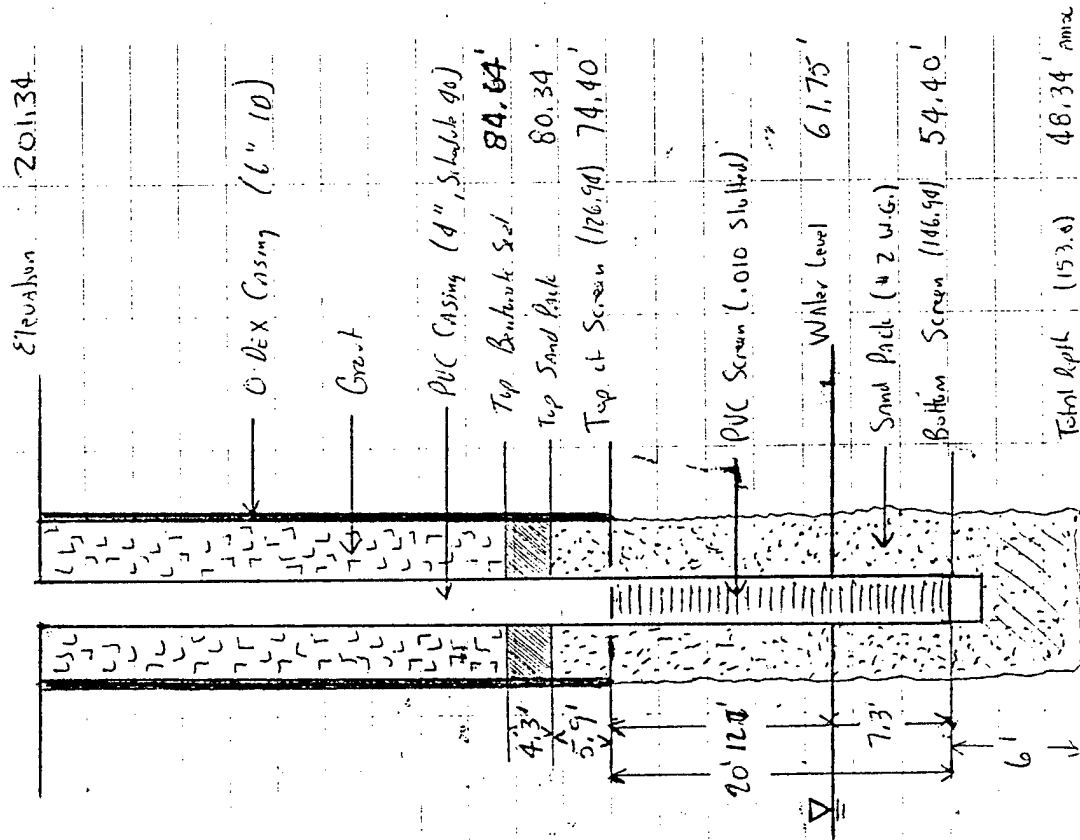 Elevation 201.34
O-DEX Casing (6" ID)
Grout
PVC Casing (4", Schedule 40)
Top Bentonite Seal 84.64'
Top Sand Pack 80.34
Top of Screen (126.94) 74.40'
PVC Screen (.010 Slotted)
Water Level 61.75'
Sand Pack (# 2 W.G.)
Bottom Screen (146.94) 54.40'
Total Depth (153.0) 48.34'
4.3'
5.9'
20'
7.3'
6'